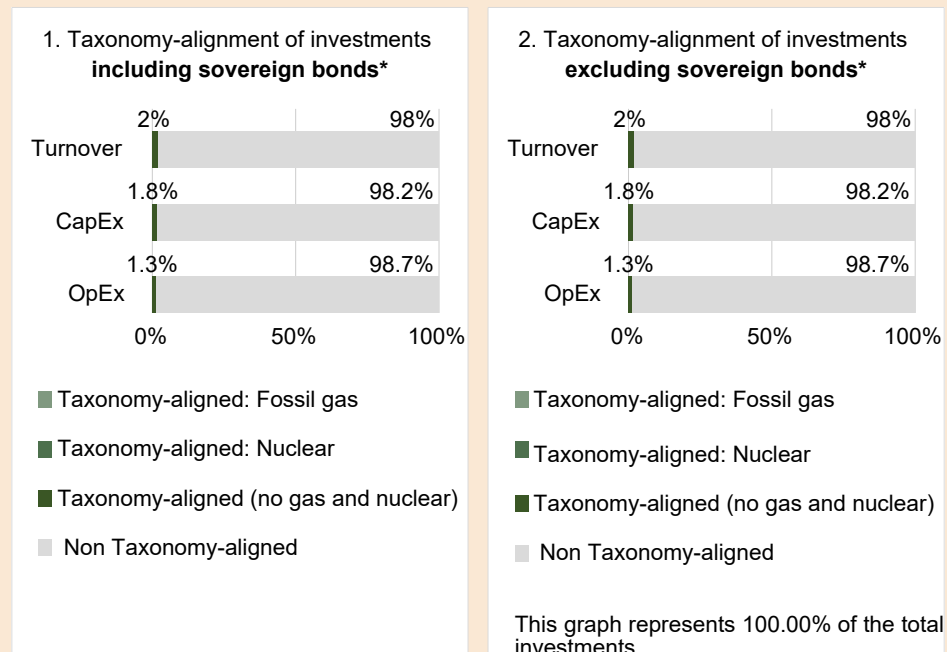 1. Taxonomy-alignment of investments
including sovereign bonds*
2% 98%
Turnover
1.8% 98.2%
CapEx
1.3% 98.7%
OpEx
0% 50% 100%
Taxonomy-aligned: Fossil gas
Taxonomy-aligned: Nuclear
Taxonomy-aligned (no gas and nuclear)
Non Taxonomy-aligned
2. Taxonomy-alignment of investments
excluding sovereign bonds*
2% 98%
Turnover
1.8% 98.2%
CapEx
1.3% 98.7%
OpEx
0% 50% 100%
Taxonomy-aligned: Fossil gas
Taxonomy-aligned: Nuclear
Taxonomy-aligned (no gas and nuclear)
Non Taxonomy-aligned
This graph represents 100.00% of the total
investments